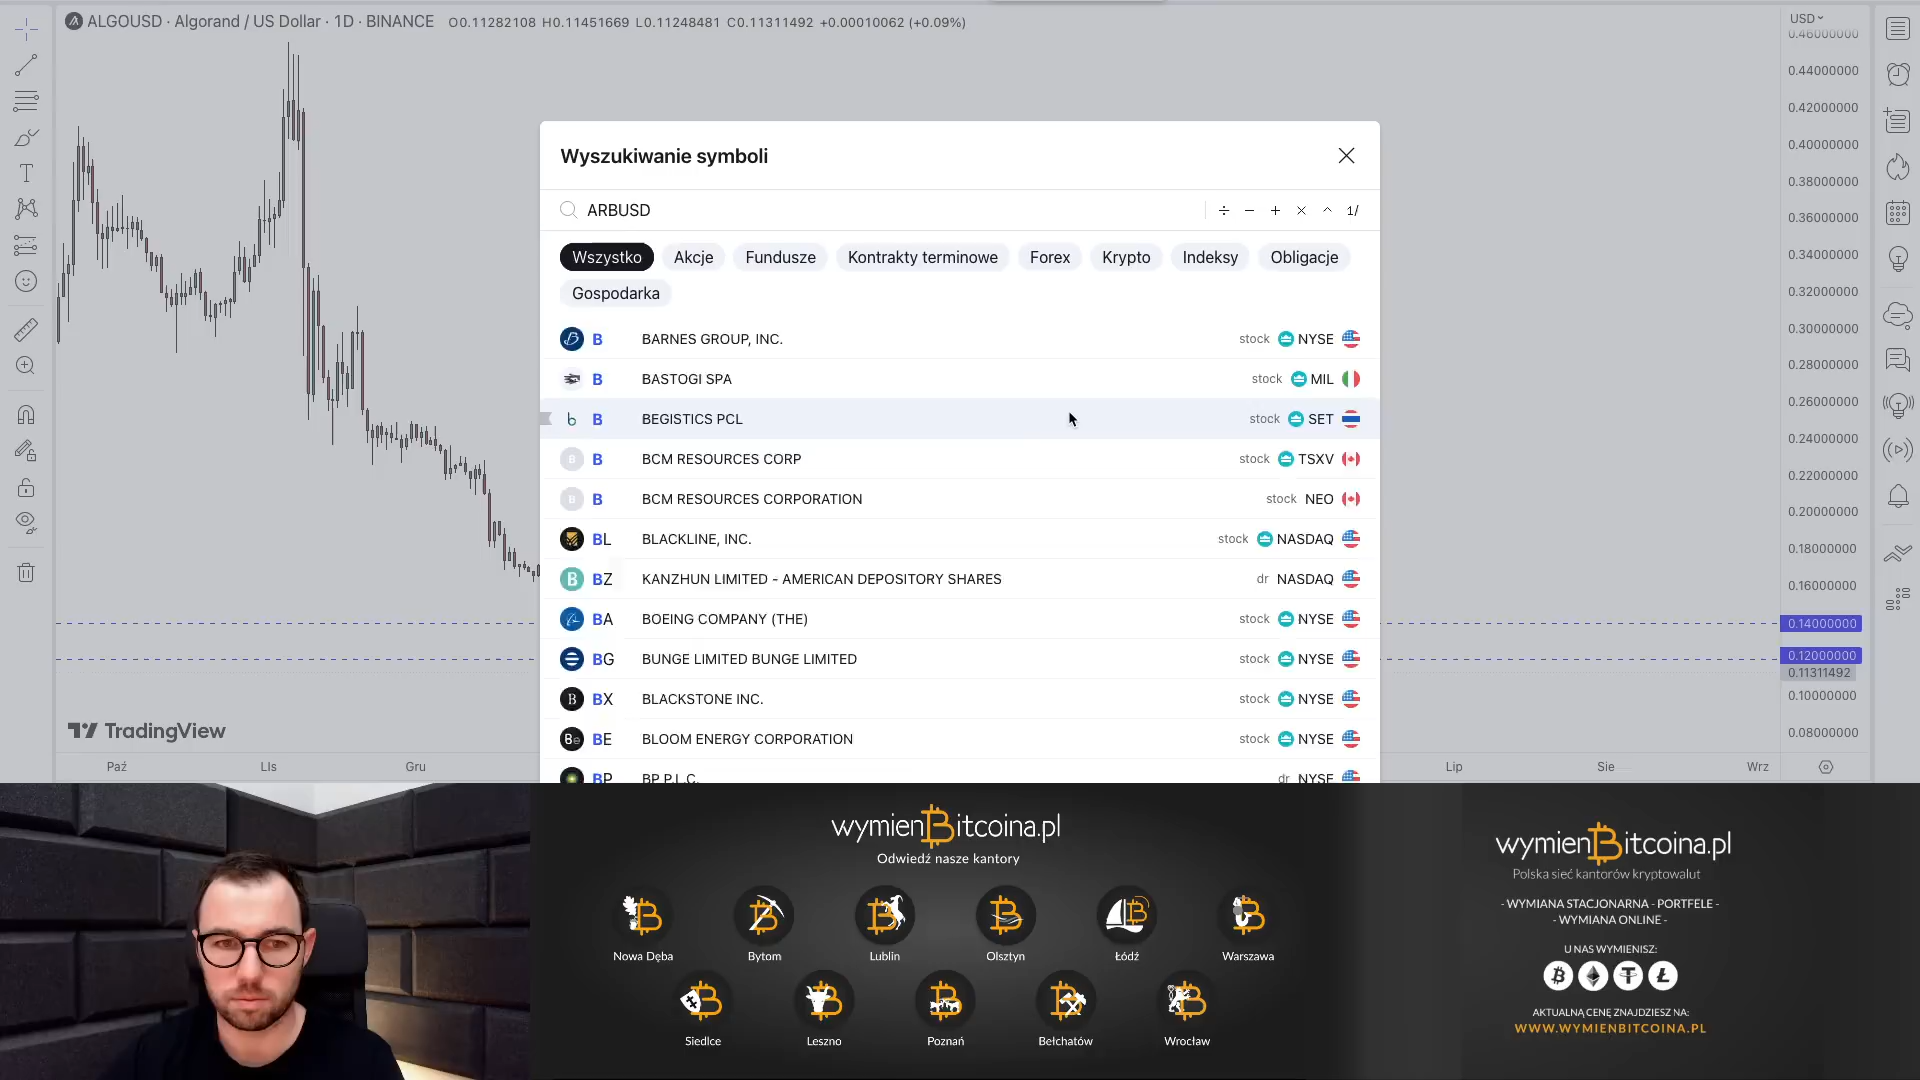 ALGOUSD · Algorand / US Dollar · 1D · BINANCE O0.11282108 H0.11451669 L0.11248481 C0.11311492 +0.00010062 (+0.09%)
USD
0.46000000
0.44000000
0.42000000
0.40000000
0.38000000
0.36000000
0.34000000
0.32000000
0.30000000
0.28000000
0.26000000
0.24000000
0.22000000
0.20000000
0.18000000
0.16000000
0.14000000
0.12000000
0.11311492
0.10000000
0.08000000
Wyszukiwanie symboli
ARBUSD
÷ − + × ^ 1/
Wszystko Akcje Fundusze Kontrakty terminowe Forex Krypto Indeksy Obligacje
Gospodarka
B BARNES GROUP, INC. stock NYSE
B BASTOGI SPA stock MIL
b B BEGISTICS PCL stock SET
B B BCM RESOURCES CORP stock TSXV
B B BCM RESOURCES CORPORATION stock NEO
BL BLACKLINE, INC. stock NASDAQ
B BZ KANZHUN LIMITED - AMERICAN DEPOSITORY SHARES dr NASDAQ
BA BOEING COMPANY (THE) stock NYSE
BG BUNGE LIMITED BUNGE LIMITED stock NYSE
B BX BLACKSTONE INC. stock NYSE
Be BE BLOOM ENERGY CORPORATION stock NYSE
BP BP P.L.C. dr NYSE
TradingView
Paź Lis Gru Lip Sie Wrz
wymienBitcoina.pl
Odwiedź nasze kantory
Nowa Dęba Bytom Lublin Olsztyn Łódź Warszawa
Siedlce Leszno Poznań Bełchatów Wrocław
wymienBitcoina.pl
Polska sieć kantorów kryptowalut
- WYMIANA STACJONARNA - PORTFELE -
- WYMIANA ONLINE -
U NAS WYMIENISZ:
AKTUALNĄ CENĘ ZNAJDZIESZ NA:
WWW.WYMIENBITCOINA.PL